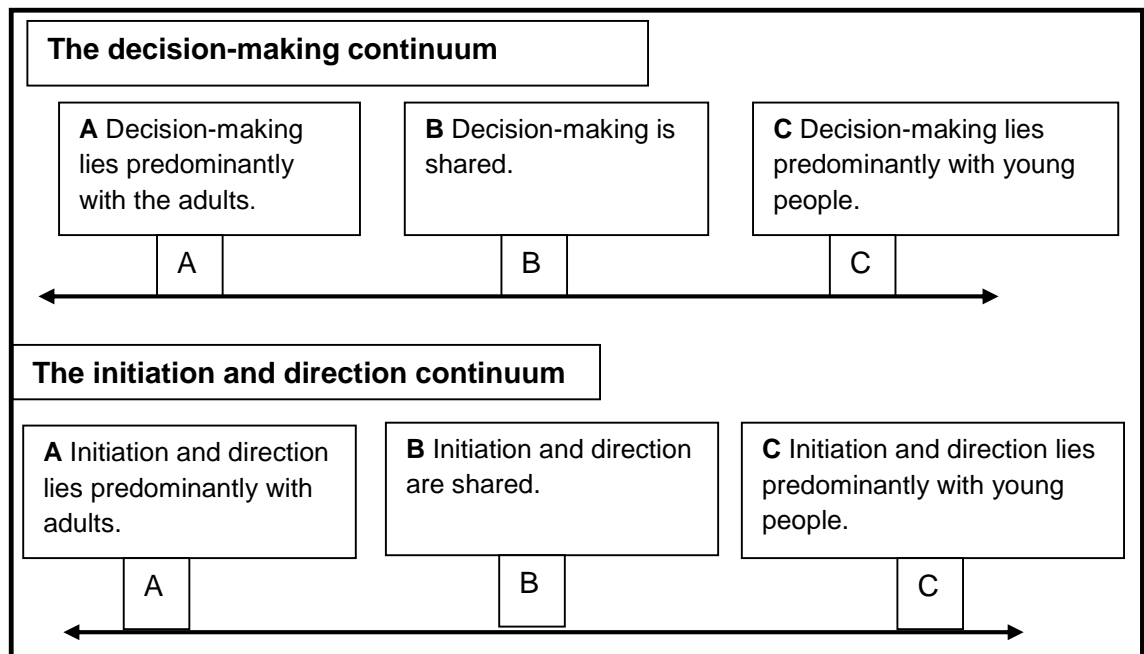 The decision-making continuum
A Decision-making
lies predominantly
with the adults.
B Decision-making is
shared.
C Decision-making lies
predominantly with young
people.
A
B
C
The initiation and direction continuum
A Initiation and direction
lies predominantly with
adults.
B Initiation and direction
are shared.
C Initiation and direction lies
predominantly with young
people.
A
B
C